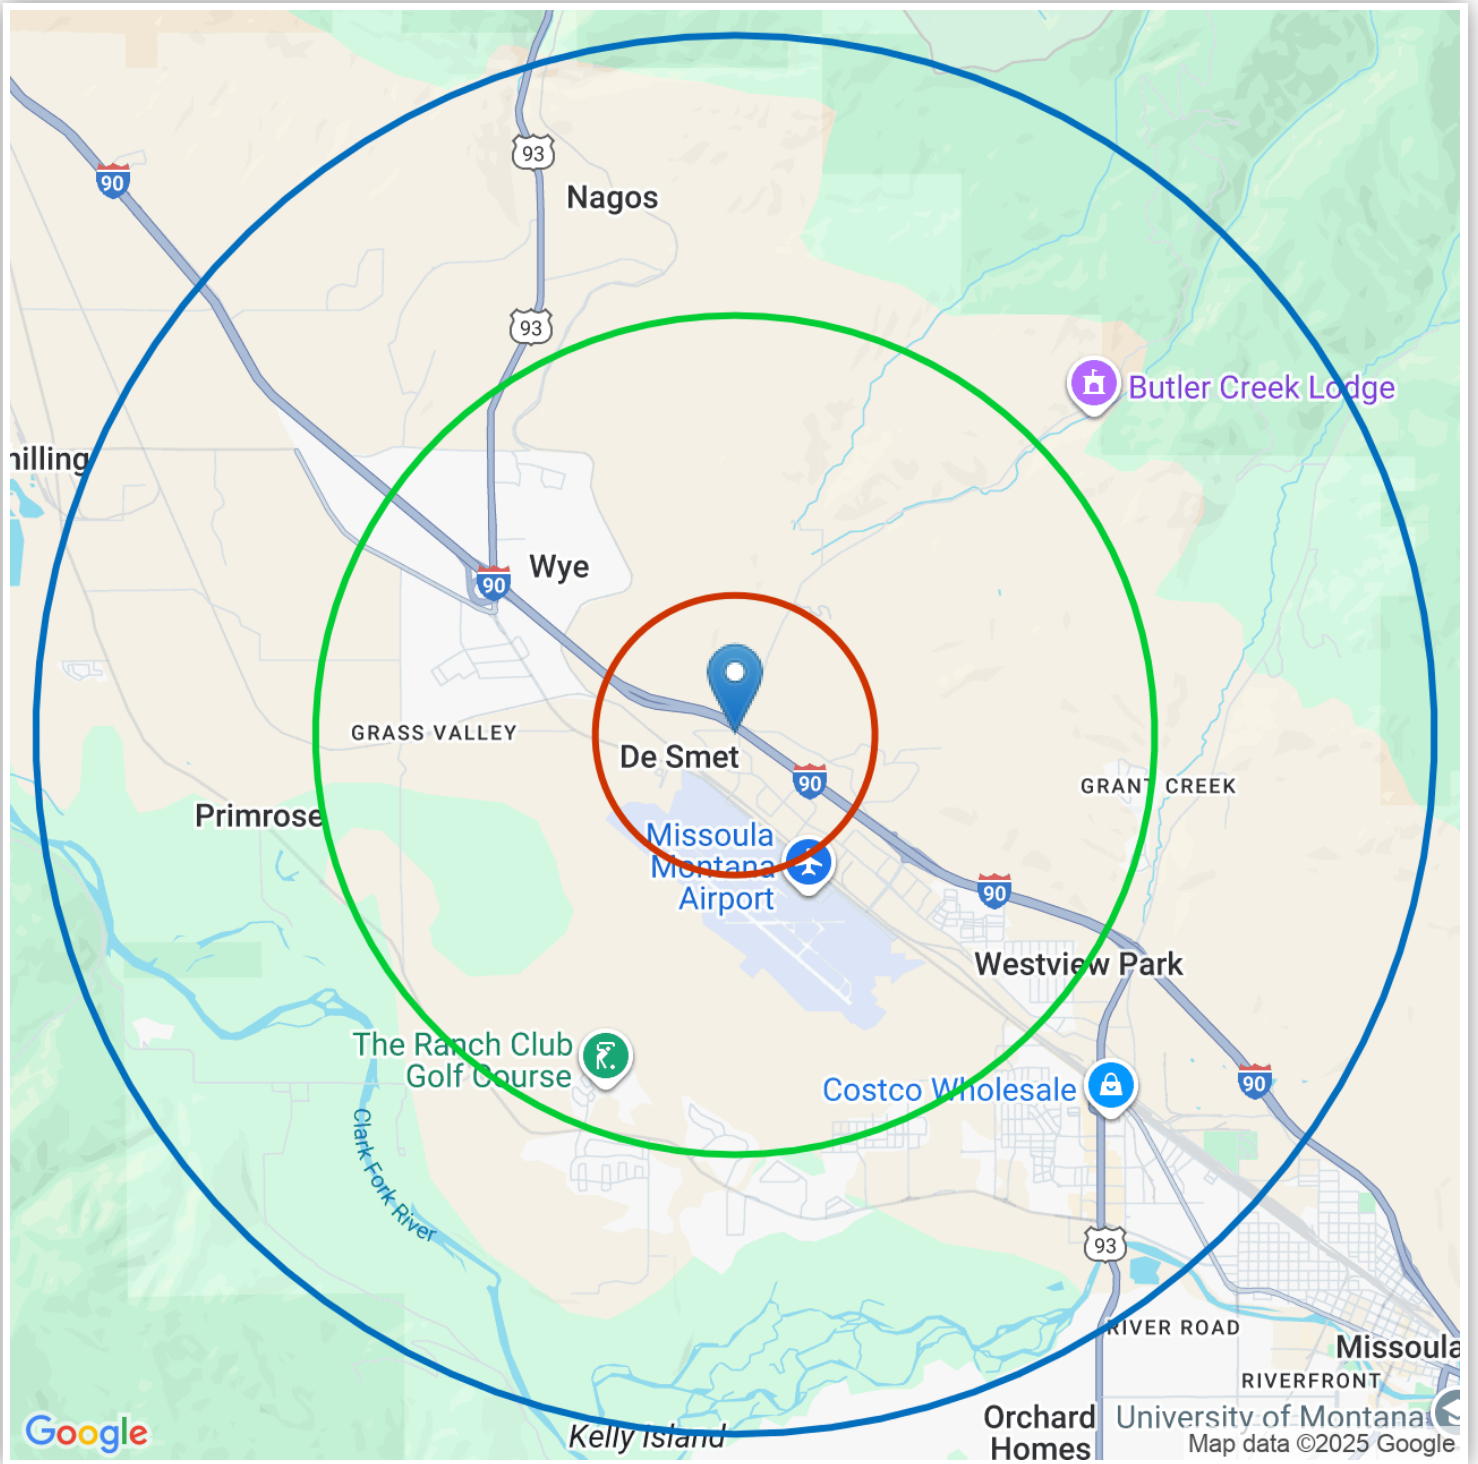 93
90
Nagos
93
Butler Creek Lodge
Wye
90
GRASS VALLEY
De Smet
90
GRANT CREEK
Primrose
Missoula
Montana
Airport
90
Westview Park
The Ranch Club
Golf Course
Costco Wholesale
90
Clark Fork River
93
RIVER ROAD
Missoula
RIVERFRONT
Orchard
Homes
University of Montana
Kelly Island
Google
Map data ©2025 Google